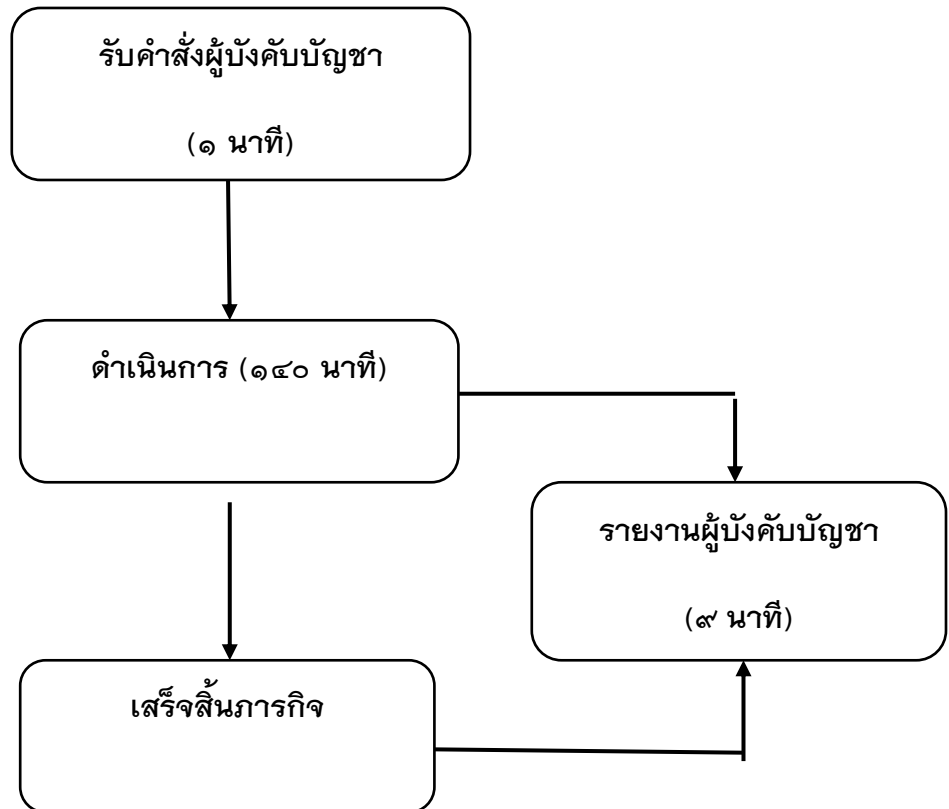 รับคำสั่งผู้บังคับบัญชา
(๑ นาที)
ดำเนินการ (๑๔๐ นาที)
รายงานผู้บังคับบัญชา
(๙ นาที)
เสร็จสิ้นภารกิจ